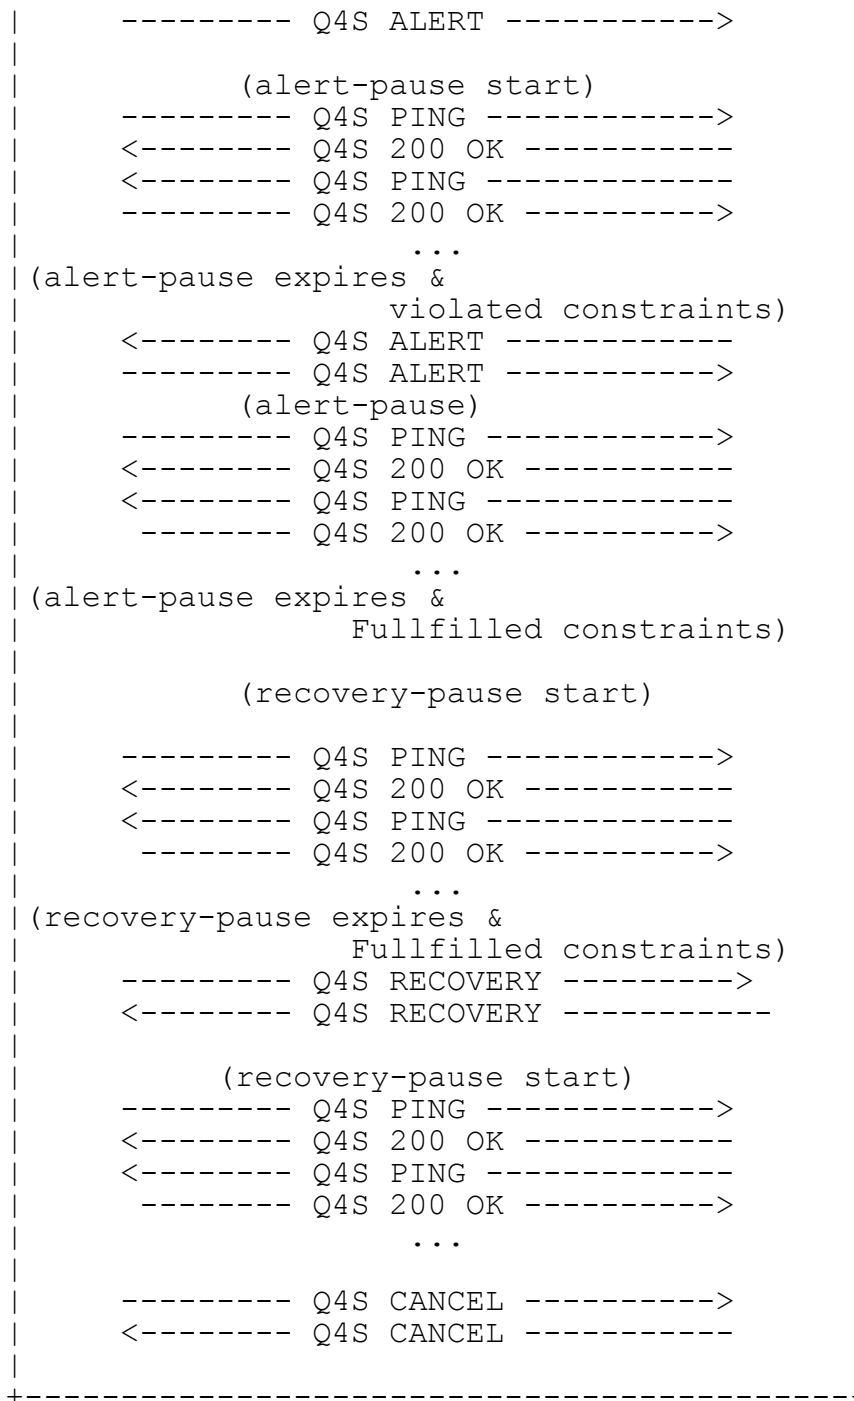 |     --------- Q4S ALERT ----------->
|
|           (alert-pause start)
|     --------- Q4S PING ------------>
|     <-------- Q4S 200 OK -----------
|     <-------- Q4S PING -------------
|     --------- Q4S 200 OK ---------->
|                    ...
|(alert-pause expires &
|                   violated constraints)
|     <-------- Q4S ALERT ------------
|     --------- Q4S ALERT ----------->
|           (alert-pause)
|     --------- Q4S PING ------------>
|     <-------- Q4S 200 OK -----------
|     <-------- Q4S PING -------------
|      -------- Q4S 200 OK ---------->
|                    ...
|(alert-pause expires &
|                 Fullfilled constraints)
|
|           (recovery-pause start)
|
|     --------- Q4S PING ------------>
|     <-------- Q4S 200 OK -----------
|     <-------- Q4S PING -------------
|      -------- Q4S 200 OK ---------->
|                    ...
|(recovery-pause expires &
|                 Fullfilled constraints)
|     --------- Q4S RECOVERY --------->
|     <-------- Q4S RECOVERY -----------
|
|          (recovery-pause start)
|     --------- Q4S PING ------------>
|     <-------- Q4S 200 OK -----------
|     <-------- Q4S PING -------------
|      -------- Q4S 200 OK ---------->
|                    ...
|
|     --------- Q4S CANCEL ---------->
|     <-------- Q4S CANCEL -----------
|
+-------------------------------------------